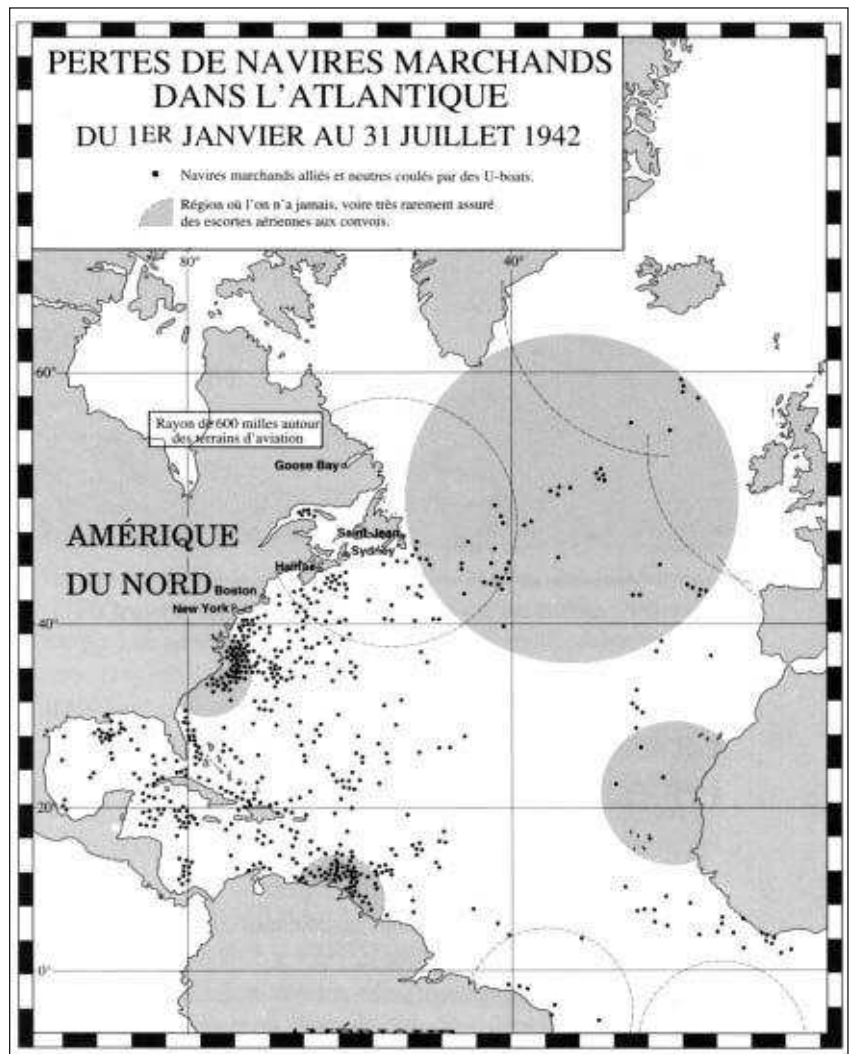 PERTES DE NAVIRES MARCHANDS
DANS L'ATLANTIQUE
DU 1ER JANVIER AU 31 JUILLET 1942
Navires marchands alliés et neutres coulés par des U-boats.
Région où l'on n'a jamais, voire très rarement assuré
des escortes aériennes aux convois.
80°
40°
60°
Rayon de 600 milles autour
des terrains d'aviation
Goose Bay
AMÉRIQUE
DU NORD
Saint-Jean
Sydney
Halifax
Boston
New York
40°
20°
0°
AMÉRIQUE